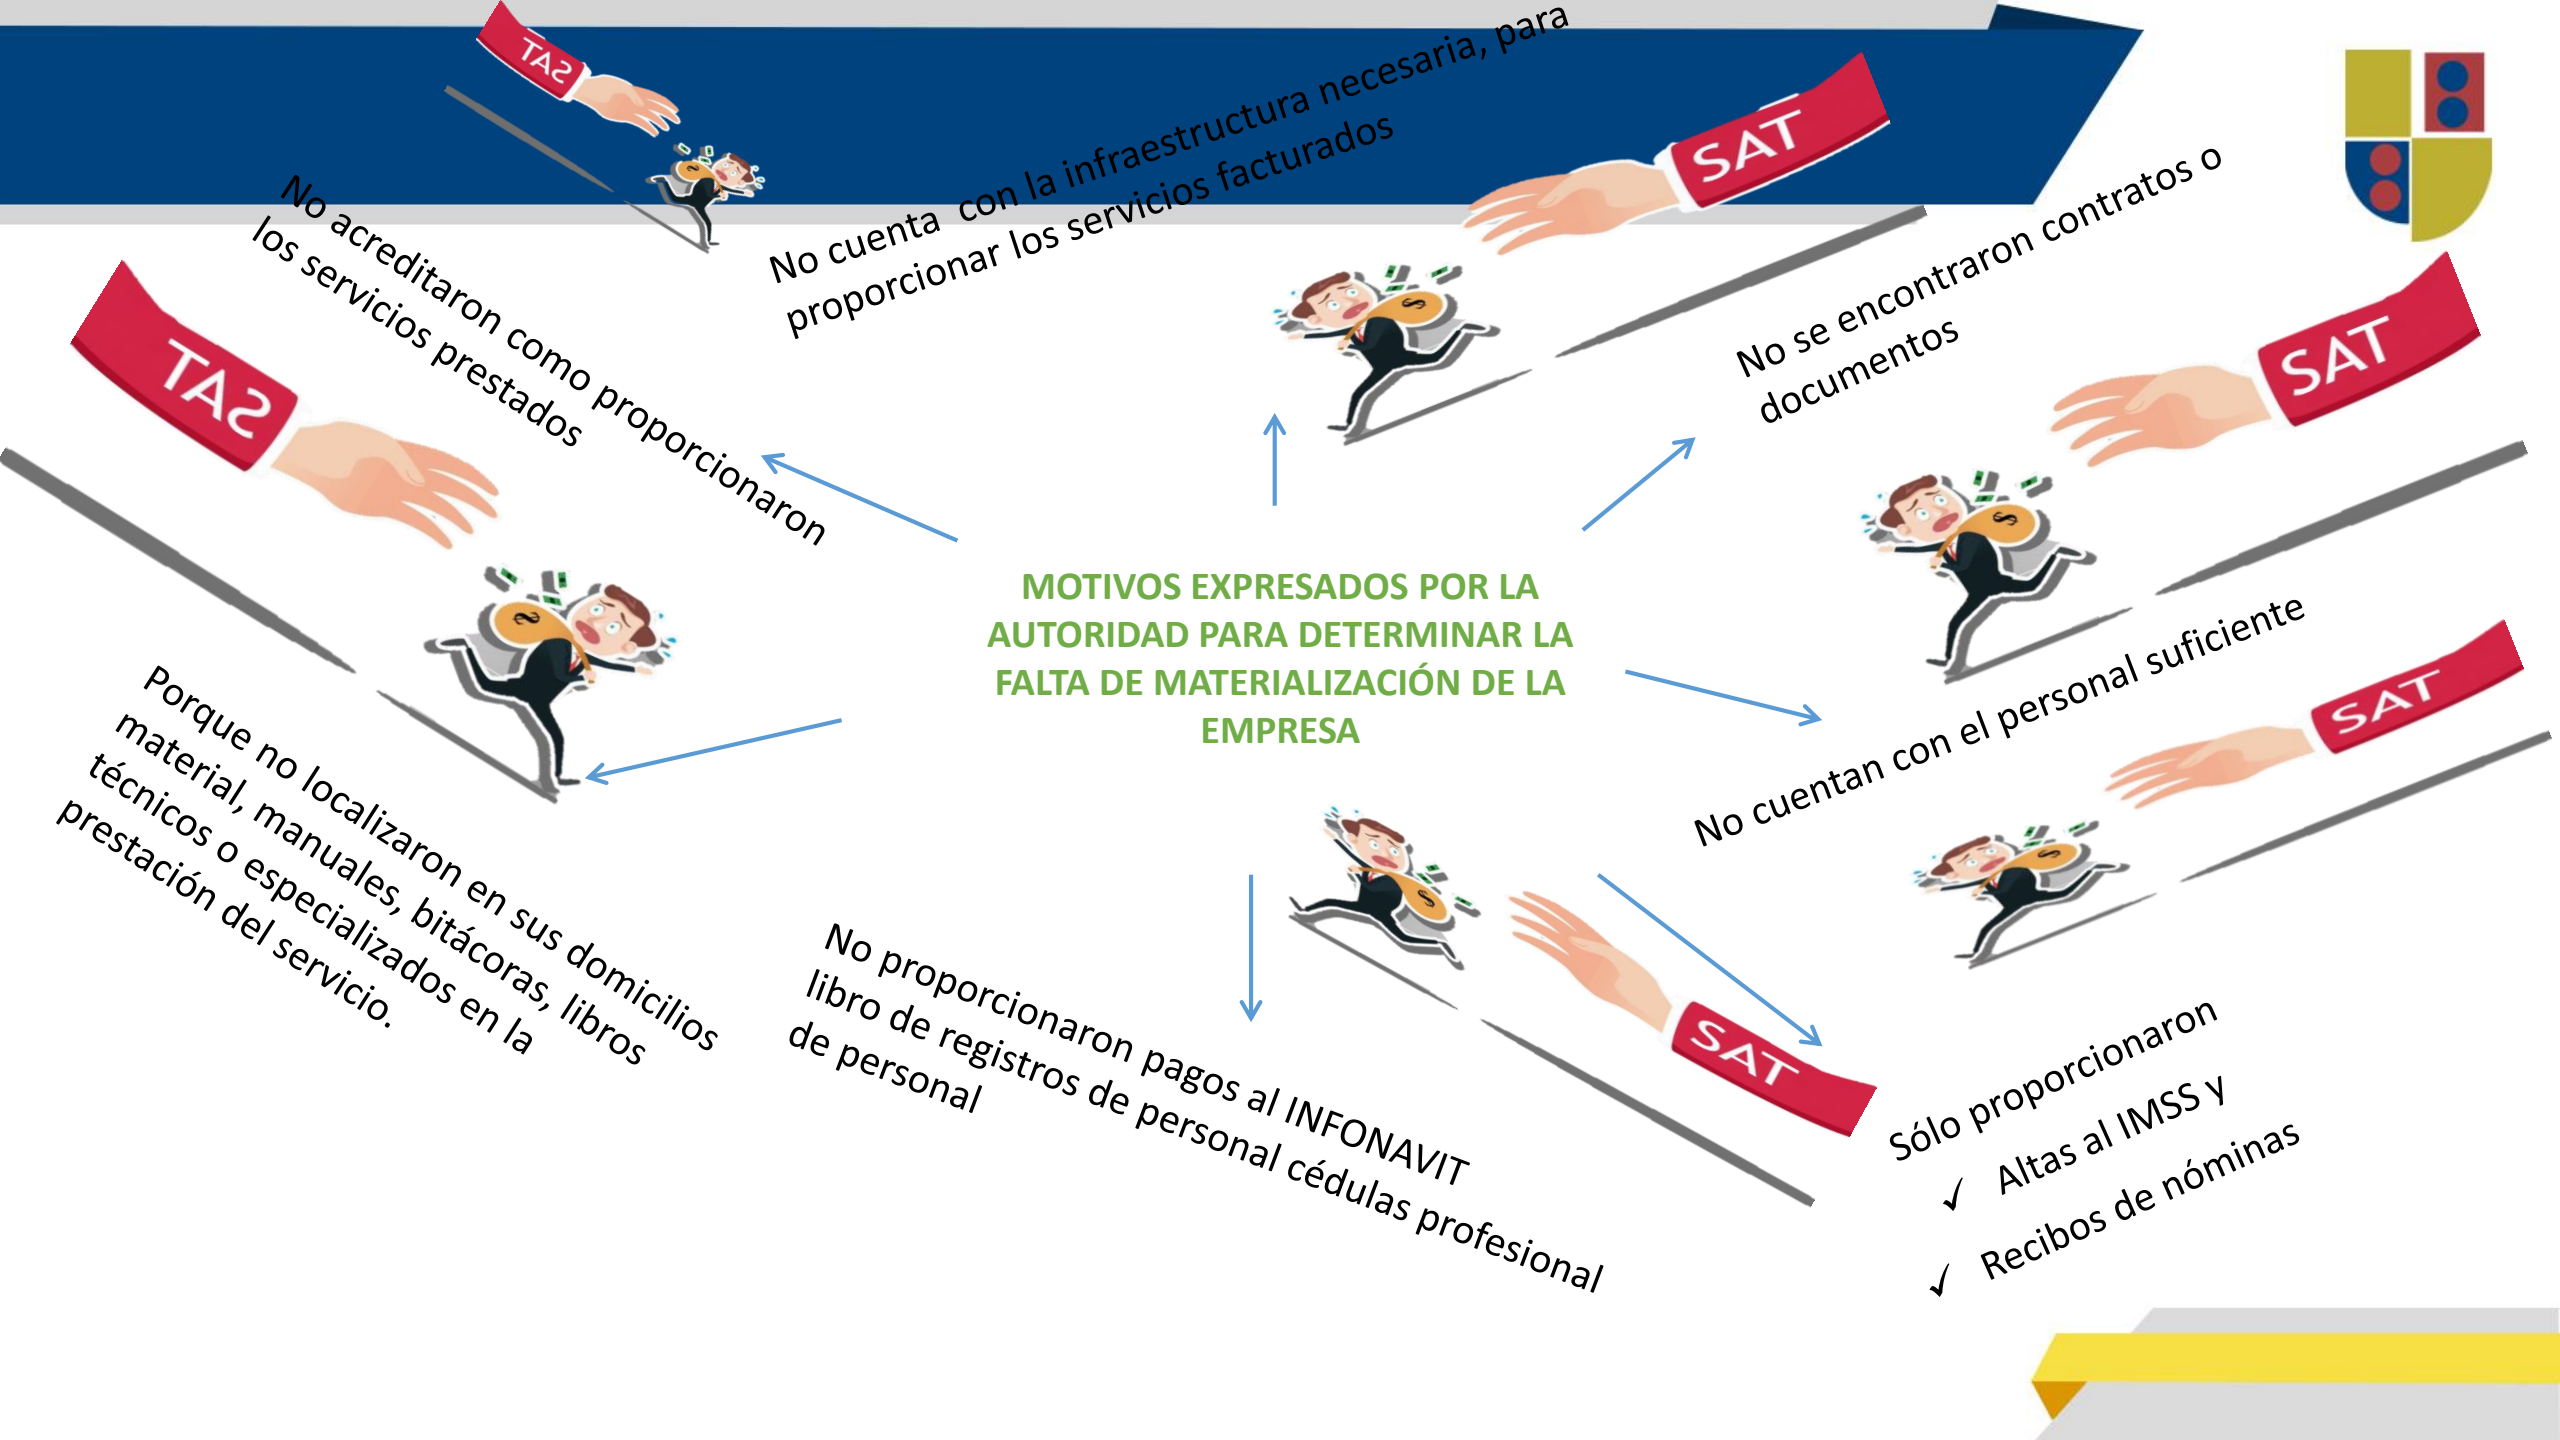 SAT
No cuenta con la infraestructura necesaria, para
proporcionar los servicios facturados
SAT
No acreditaron como proporcionaron
los servicios prestados
SAT
No se encontraron contratos o
documentos
SAT
MOTIVOS EXPRESADOS POR LA
AUTORIDAD PARA DETERMINAR LA
FALTA DE MATERIALIZACIÓN DE LA
EMPRESA
No cuentan con el personal suficiente
SAT
Porque no localizaron en sus domicilios
material, manuales, bitácoras, libros
técnicos o especializados en la
prestación del servicio.
No proporcionaron pagos al INFONAVIT
libro de registros de personal cédulas profesional
de personal
SAT
Sólo proporcionaron
✓ Altas al IMSS y
✓ Recibos de nóminas